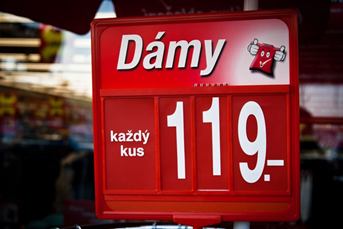 Dámy
každý
kus
119.-